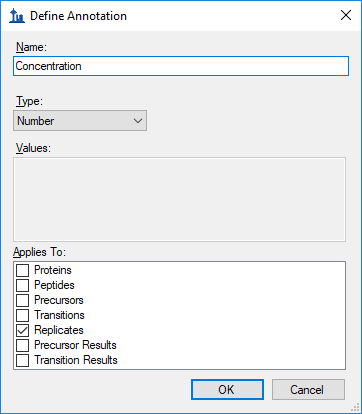 Define Annotation
Name:
Concentration
Type:
Number
Values:
Applies To:
Proteins
Peptides
Precursors
Transitions
Replicates
Precursor Results
Transition Results
OK Cancel